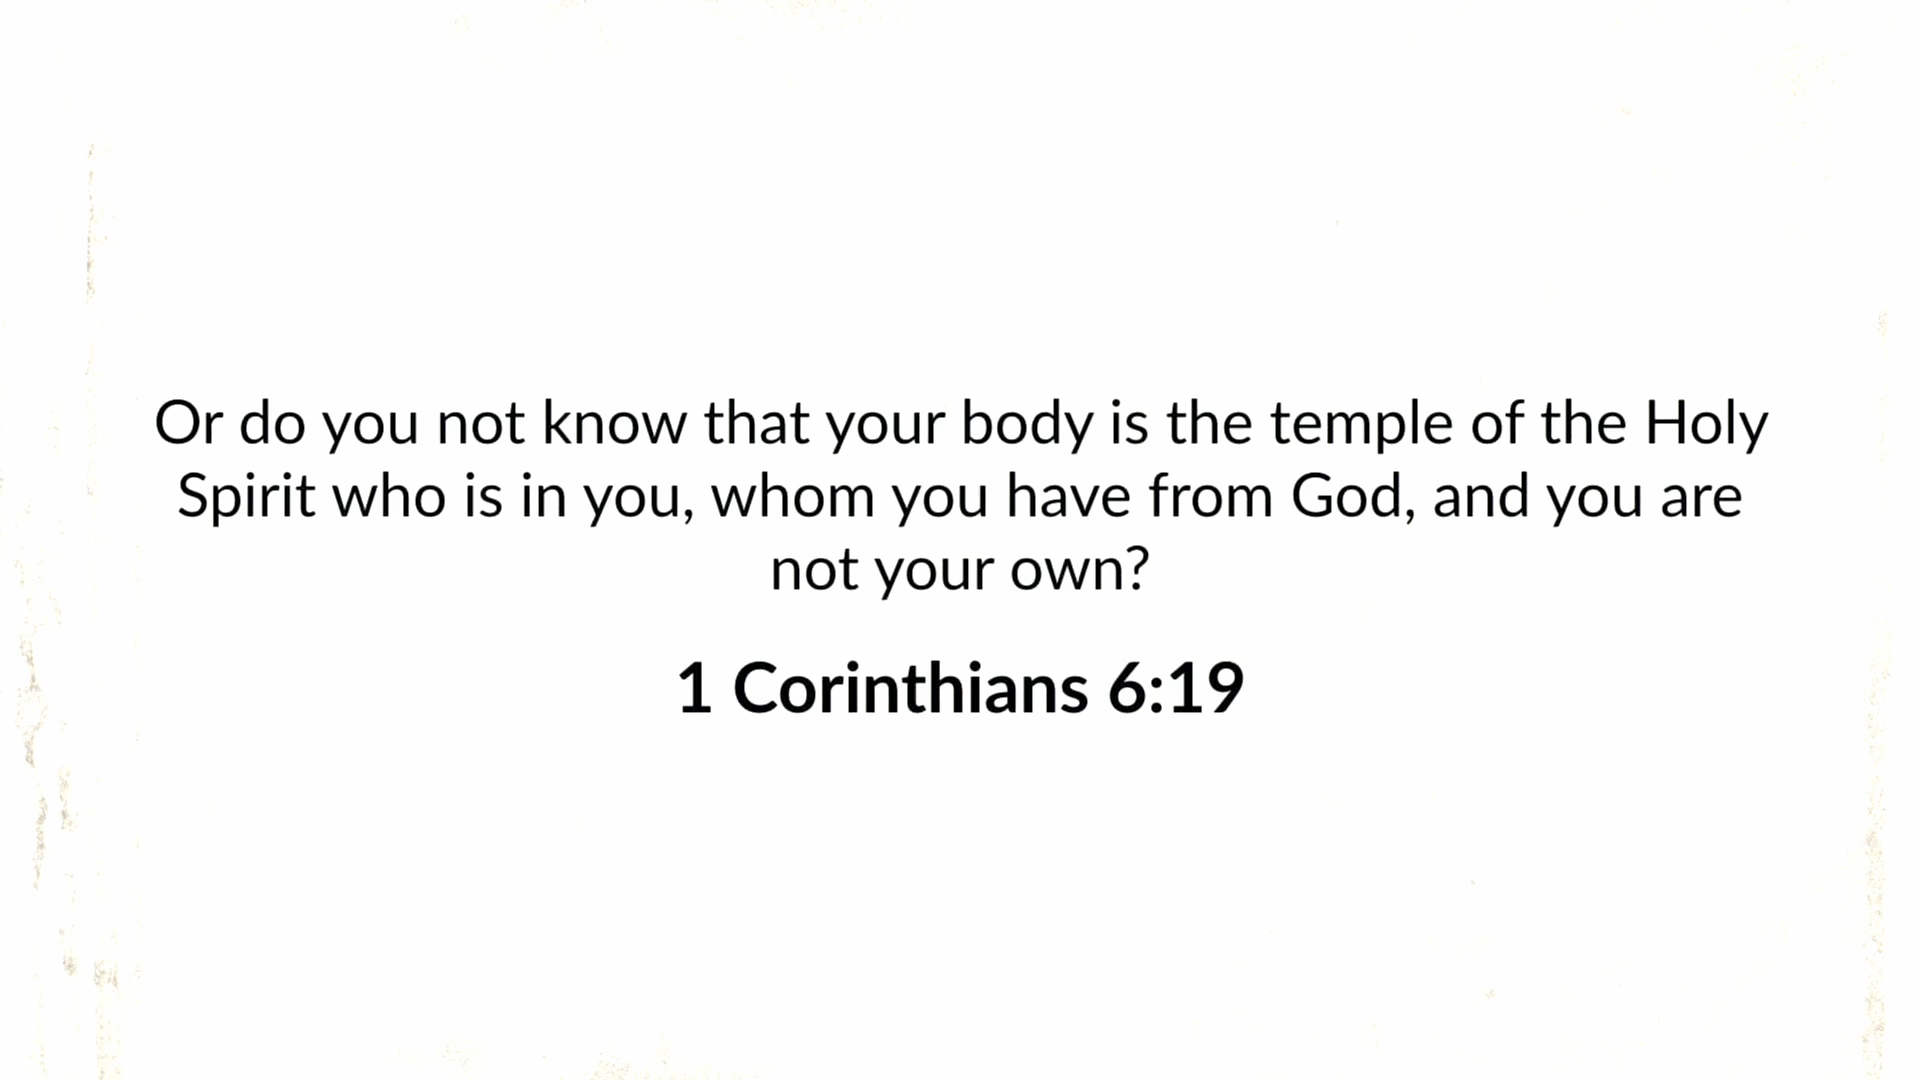 Or do you not know that your body is the temple of the Holy
Spirit who is in you, whom you have from God, and you are
not your own?
1 Corinthians 6:19